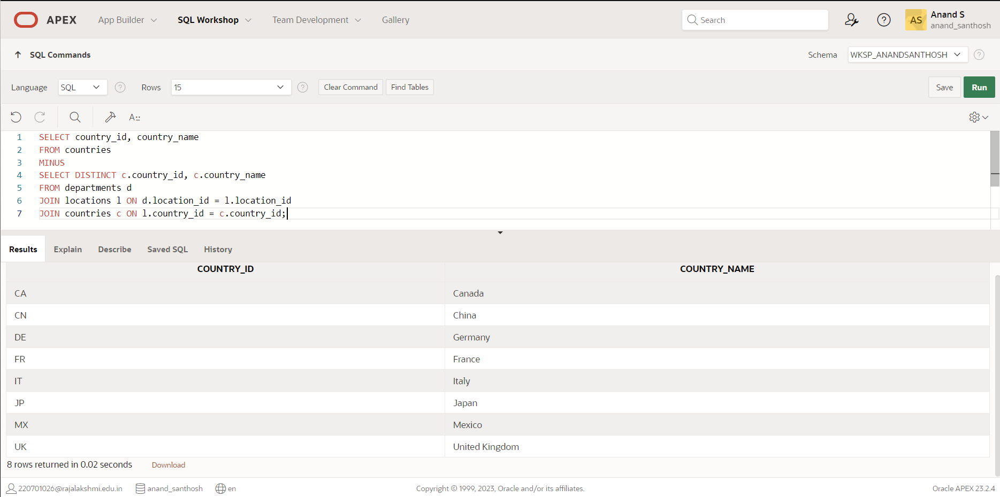 APEX App Builder SQL Workshop Team Development Gallery Search AS Anand S
anand_santhosh
SQL Commands Schema WKSP_ANANDSANTHOSH ?
Language SQL ? Rows 15 ? Clear Command Find Tables Save Run
A::
1 SELECT country_id, country_name
2 FROM countries
3 MINUS
4 SELECT DISTINCT c.country_id, c.country_name
5 FROM departments d
6 JOIN locations l ON d.location_id = l.location_id
7 JOIN countries c ON l.country_id = c.country_id;
Results Explain Describe Saved SQL History
COUNTRY_ID COUNTRY_NAME
CA Canada
CN China
DE Germany
FR France
IT Italy
JP Japan
MX Mexico
UK United Kingdom
8 rows returned in 0.02 seconds Download
220701026@rajalakshmi.edu.in anand_santhosh en Copyright © 1999, 2023, Oracle and/or its affiliates. Oracle APEX 23.2.4